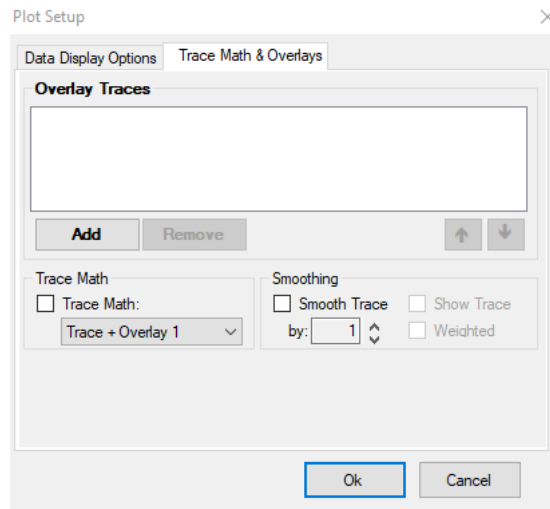 Plot Setup
Data Display Options
Trace Math & Overlays
Overlay Traces
Add
Remove
Trace Math
Trace Math:
Trace + Overlay 1
Smoothing
Smooth Trace
Show Trace
by: 1
Weighted
Ok
Cancel